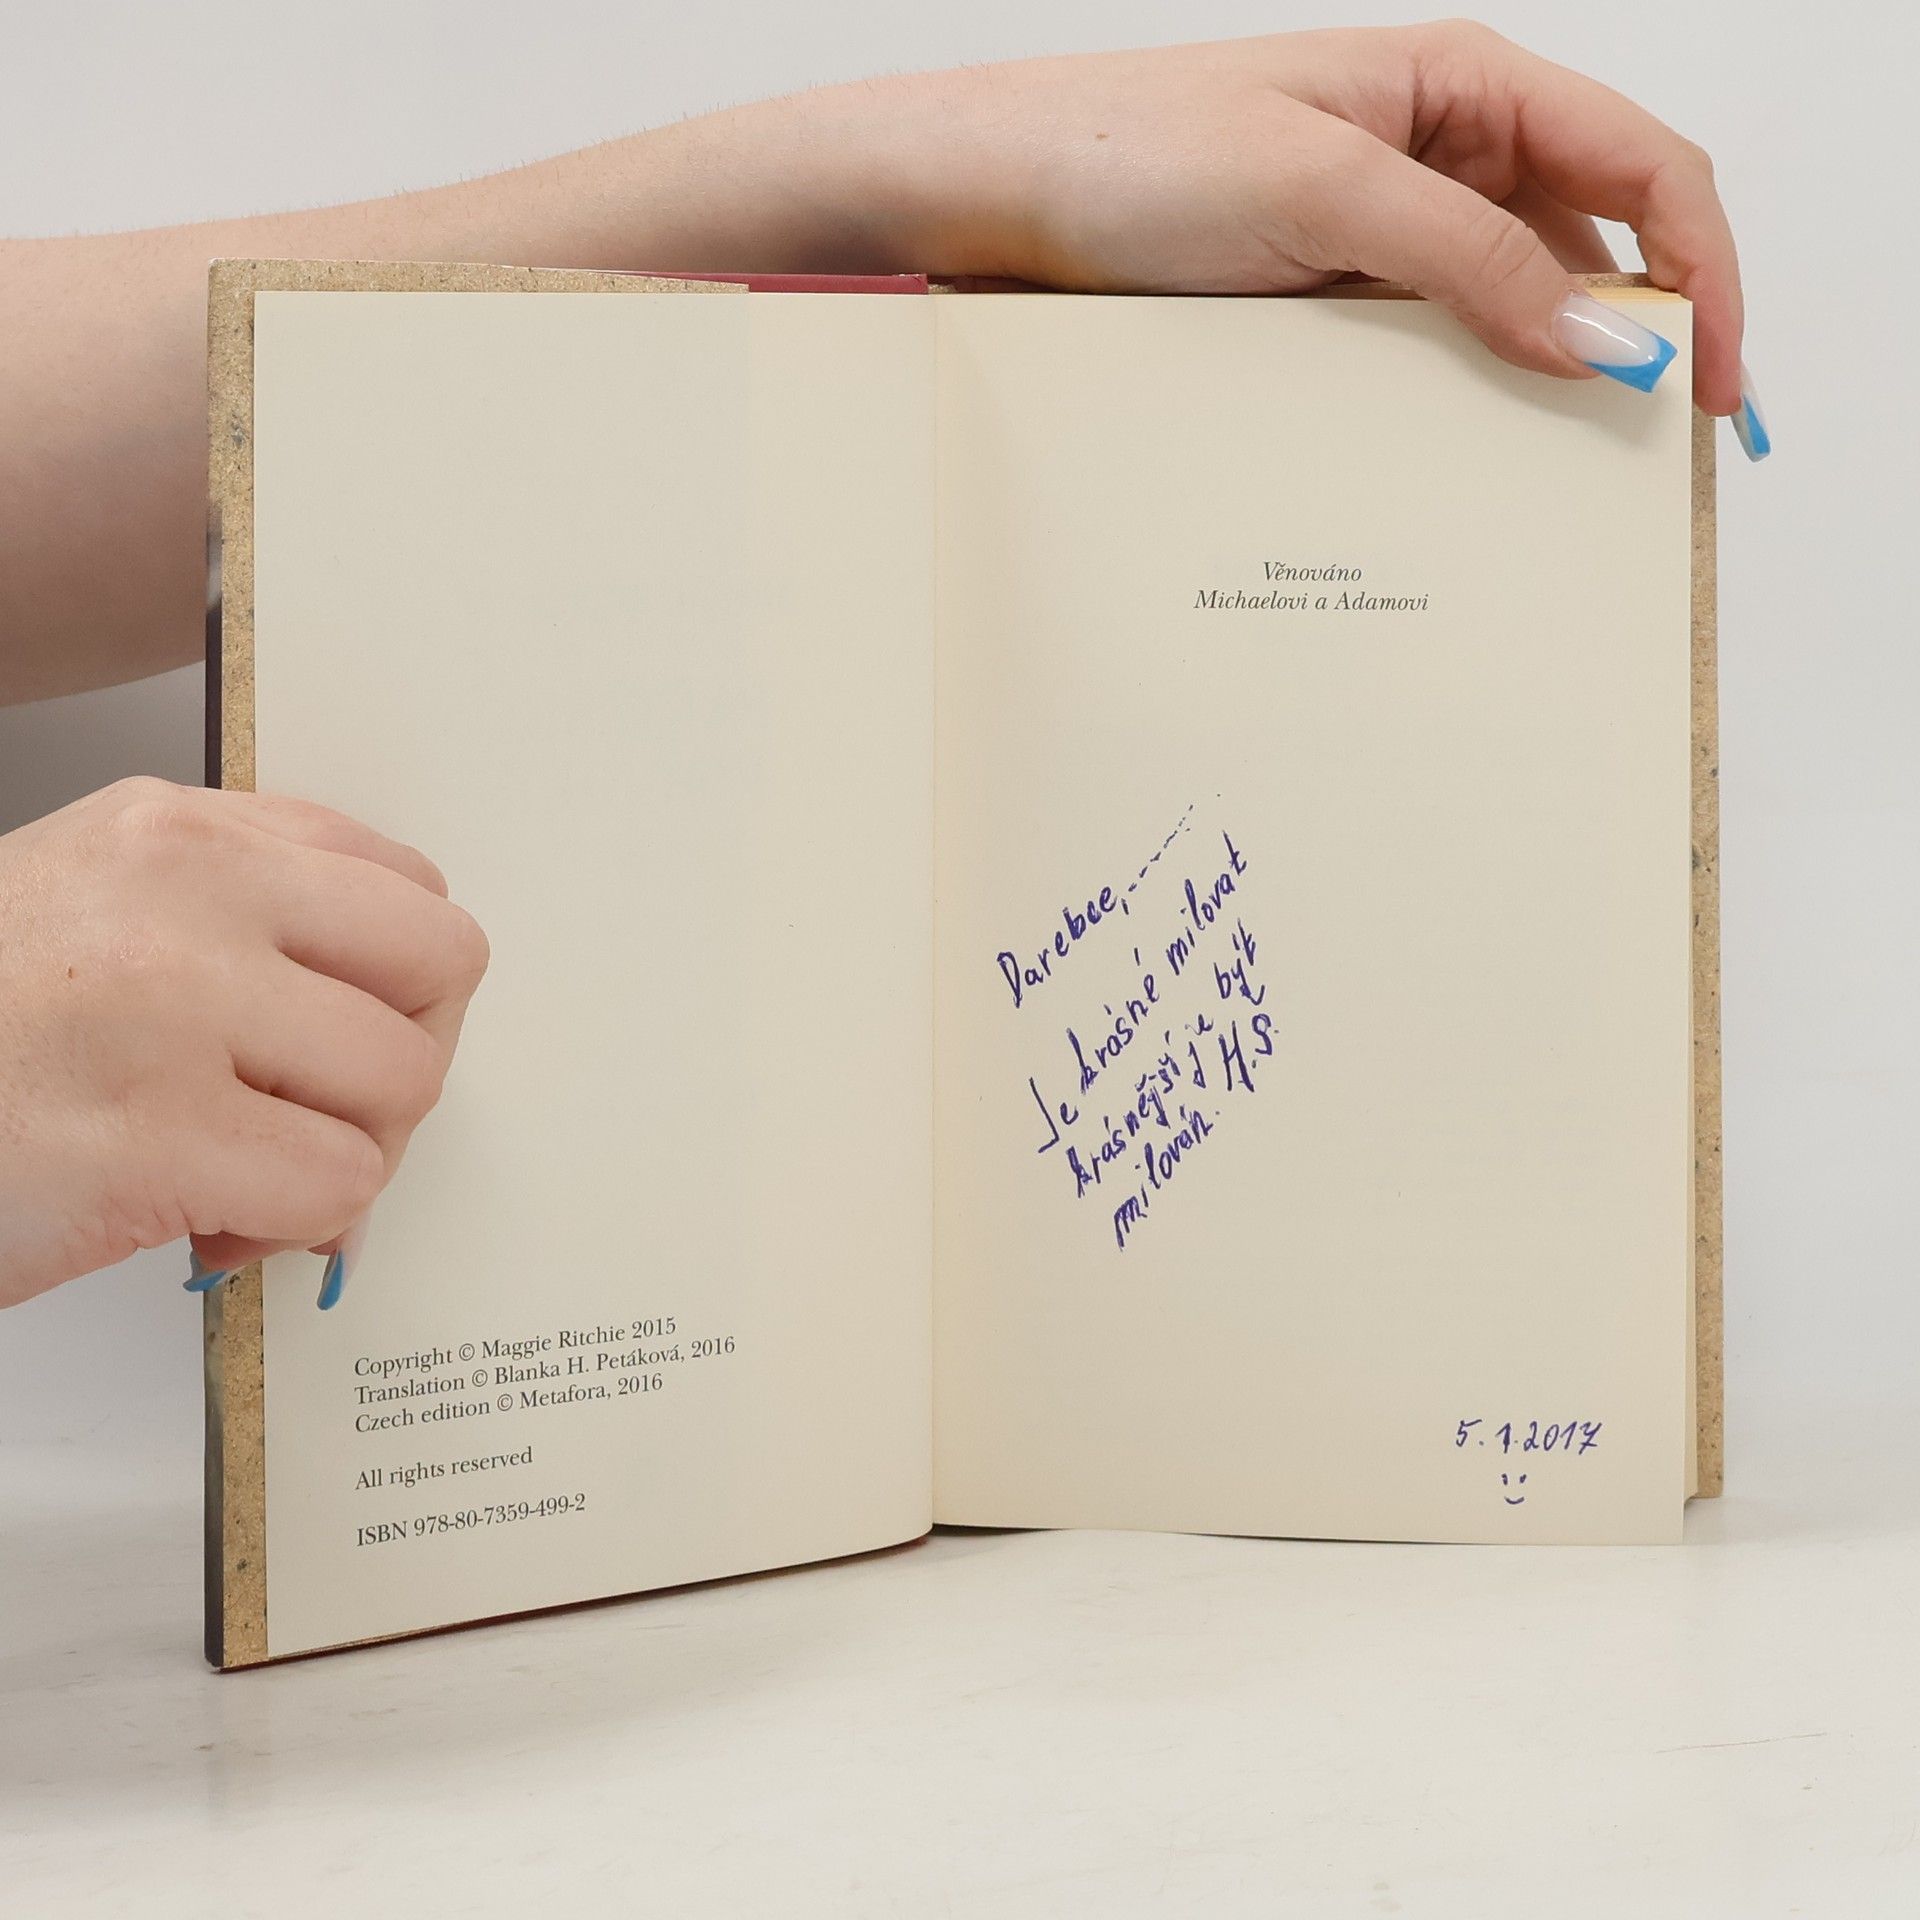 Copyright © Maggie Ritchie 2015
Translation © Blanka H. Petáková, 2016
Czech edition © Metafora, 2016
All rights reserved
ISBN 978-80-7359-499-2
Věnováno
Michaelovi a Adamovi
Darebee,
Je krásné milovat
krásnější je být
milován. H.S.
5.1.2017